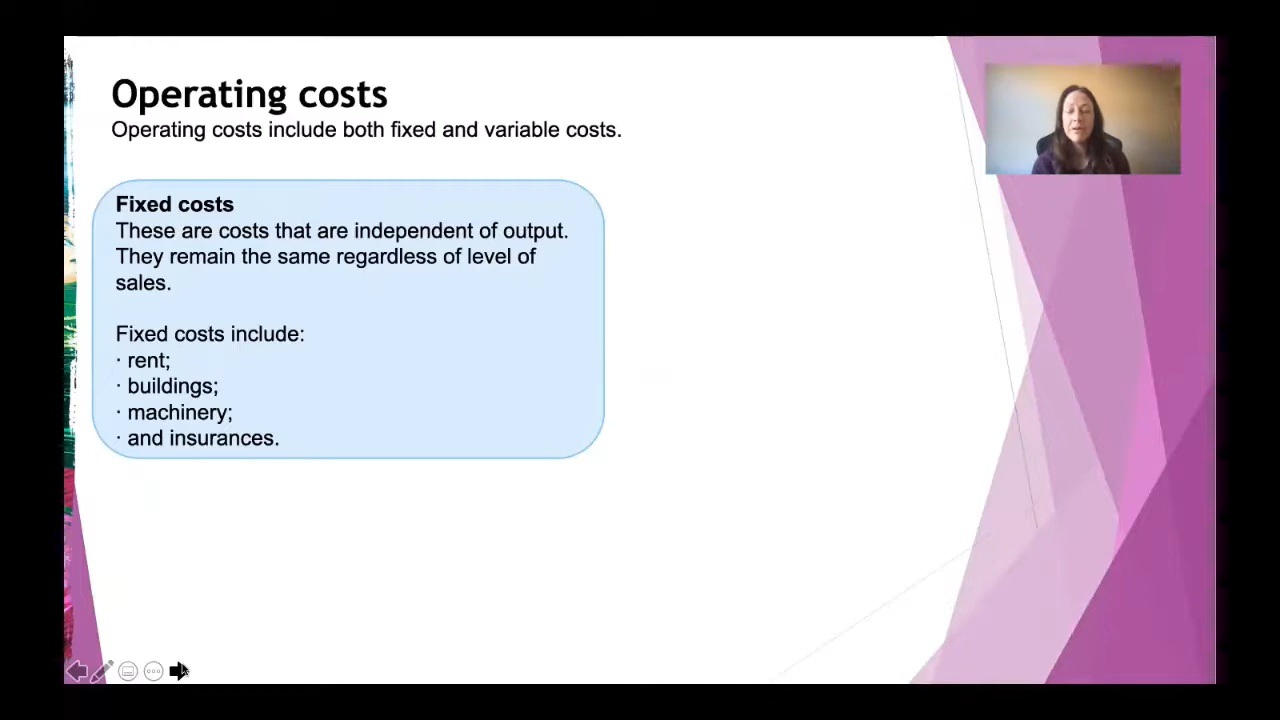 Operating costs
Operating costs include both fixed and variable costs.
Fixed costs
These are costs that are independent of output.
They remain the same regardless of level of
sales.
Fixed costs include:
· rent;
· buildings;
· machinery;
· and insurances.